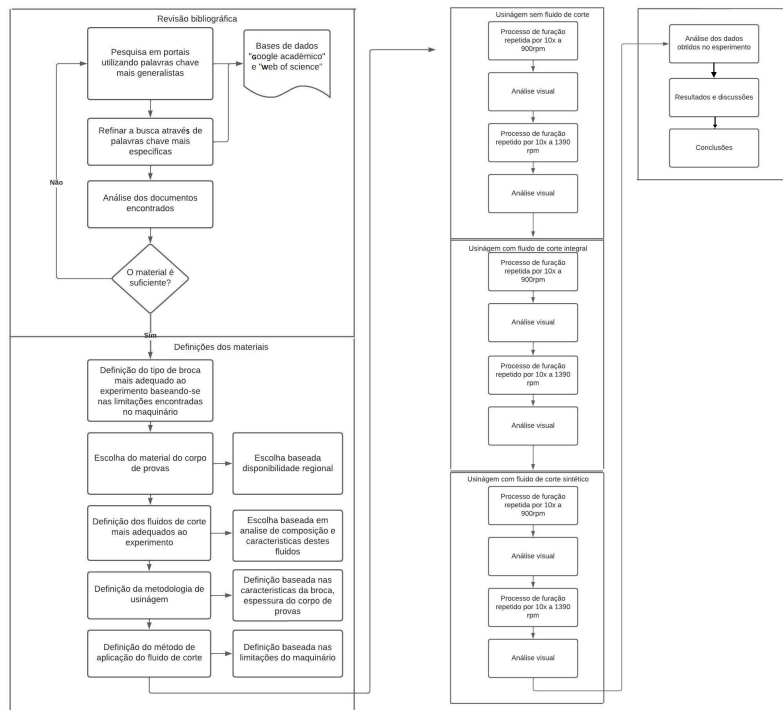 Revisão bibliográfica
Pesquisa em portais
utilizando palavras chave
mais generalistas
Bases de dados
"Google acadêmico"
e "web of science"
Refinar a busca através de
palavras chave mais
especificas
Não
Análise dos documentos
encontrados
O material é
suficiente?
Sim
Definições dos materiais
Definição do tipo de broca
mais adequado ao
experimento baseando-se
nas limitações encontradas
no maquinário
Escolha do material do corpo
de provas
Escolha baseada
disponibilidade regional
Definição dos fluidos de corte
mais adequados ao
experimento
Escolha baseada em
analise de composição e
caracteristicas destes
fluidos
Definição da metodologia de
usinágem
Definição baseada nas
características da broca,
espessura do corpo de
provas
Definição do método de
aplicação do fluido de corte
Definição baseada nas
limitações do maquinário
Usinágem sem fluido de corte
Processo de furação
repetida por 10x a
900rpm
Análise visual
Processo de furação
repetido por 10x a 1390
rpm
Análise visual
Usinágem com fluido de corte integral
Processo de furação
repetida por 10x a
900rpm
Análise visual
Processo de furação
repetido por 10x a 1390
rpm
Análise visual
Usinágem com fluido de corte sintético
Processo de furação
repetida por 10x a
900rpm
Análise visual
Processo de furação
repetido por 10x a 1390
rpm
Análise visual
Análise dos dados
obtidos no experimento
Resultados e discussões
Conclusões